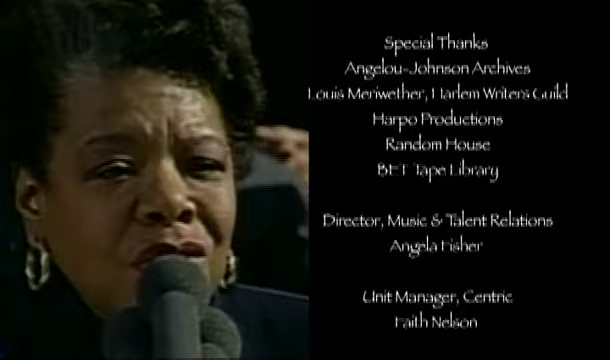 Special Thanks
Angelou-Johnson Archives
Louis Meriwether, Harlem Writers Guild
Harpo Productions
Random House
BET Tape Library
Director, Music & Talent Relations
Angela Fisher
Unit Manager, Centric
Faith Nelson